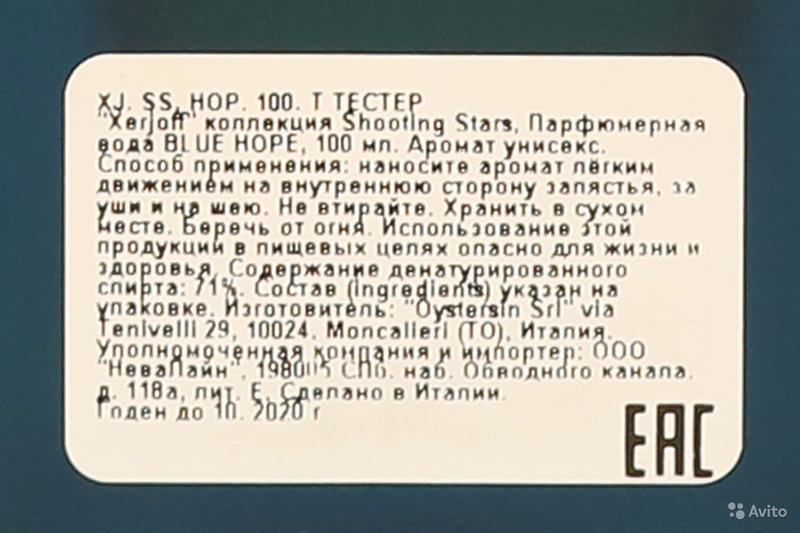 XJ. SS. HOP. 100. Т ТЕСТЕР
"Xerjoff" коллекция Shooting Stars, Парфюмерная
вода BLUE HOPE, 100 мл. Аромат унисекс.
Способ применения: наносите аромат лёгким
движением на внутреннюю сторону запястья, за
уши и на шею. Не втирайте. Хранить в сухом
месте. Беречь от огня. Использование этой
продукции в пищевых целях опасно для жизни и
здоровья. Содержание денатурированного
спирта: 71%. Состав (ingredients) указан на
упаковке. Изготовитель: "Oystersin Srl" via
Tenivelli 29, 10024, Moncalieri (TO), Италия.
Уполномоченная компания и импортер: ООО
"НеваЛайн", 198005 СПб. наб. Обводного канала.
д. 118а, лит. Е. Сделано в Италии.
Годен до 10. 2020 г
EAC
Avito